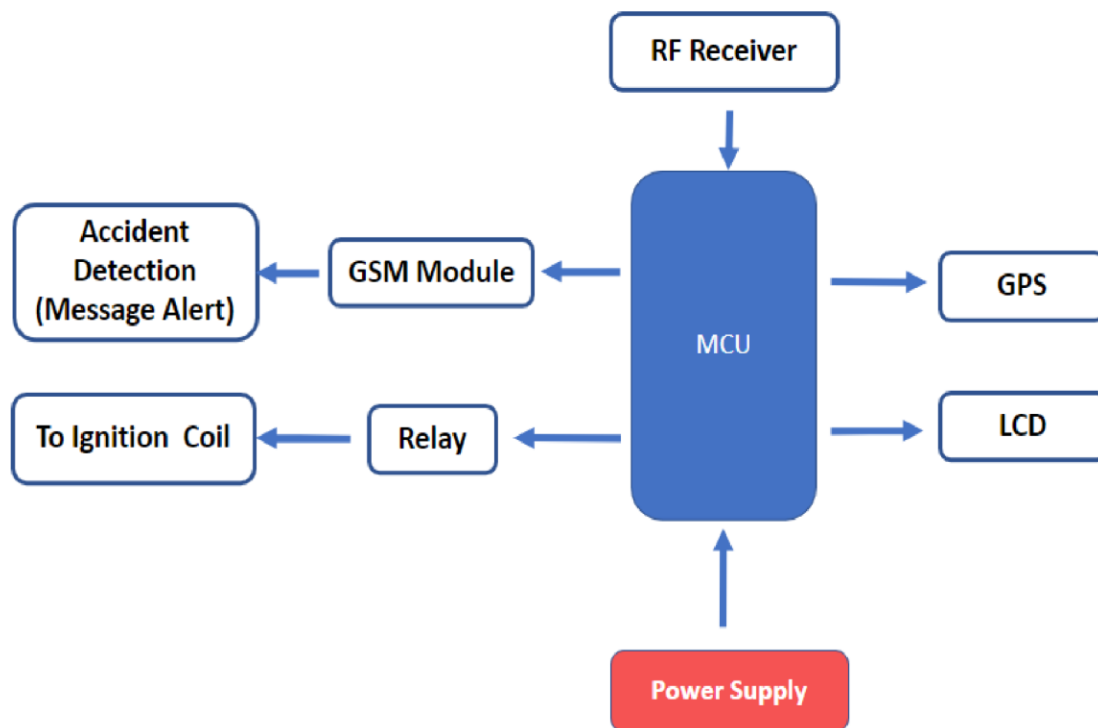 RF Receiver
Accident
Detection
(Message Alert)
GSM Module
MCU
GPS
To Ignition Coil
Relay
LCD
Power Supply